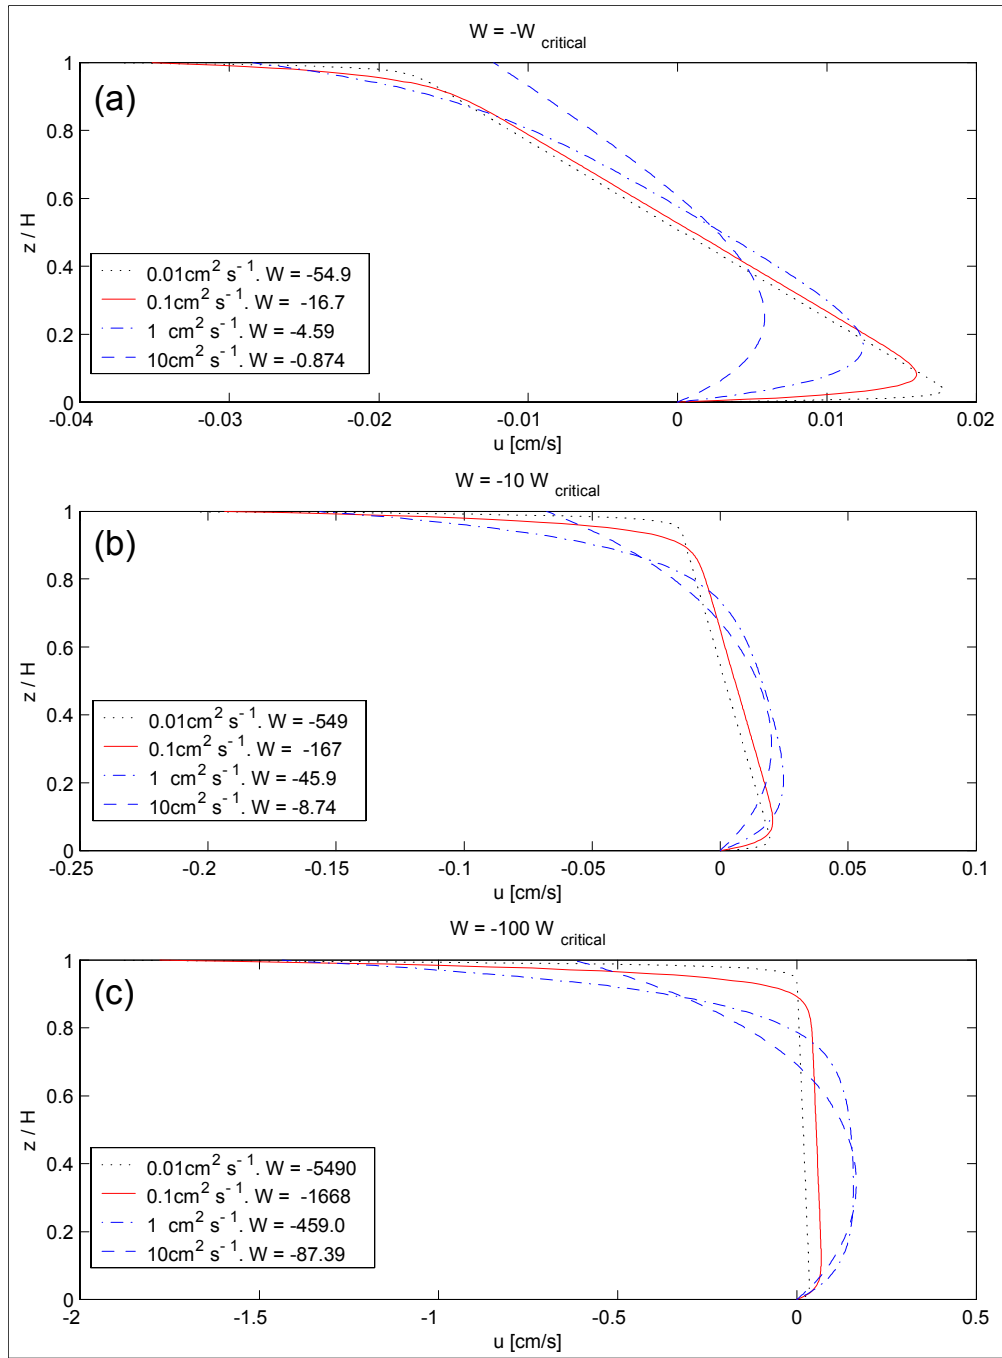 W = -W critical
(a)
1
0.8
0.6
0.4
0.2
0
z / H
0.01cm² s⁻¹. W = -54.9
0.1cm² s⁻¹. W = -16.7
1 cm² s⁻¹. W = -4.59
10cm² s⁻¹. W = -0.874
-0.04 -0.03 -0.02 -0.01 0 0.01 0.02
u [cm/s]
W = -10 W critical
(b)
1
0.8
0.6
0.4
0.2
0
z / H
0.01cm² s⁻¹. W = -549
0.1cm² s⁻¹. W = -167
1 cm² s⁻¹. W = -45.9
10cm² s⁻¹. W = -8.74
-0.25 -0.2 -0.15 -0.1 -0.05 0 0.05 0.1
u [cm/s]
W = -100 W critical
(c)
1
0.8
0.6
0.4
0.2
0
z / H
0.01cm² s⁻¹. W = -5490
0.1cm² s⁻¹. W = -1668
1 cm² s⁻¹. W = -459.0
10cm² s⁻¹. W = -87.39
-2 -1.5 -1 -0.5 0 0.5
u [cm/s]